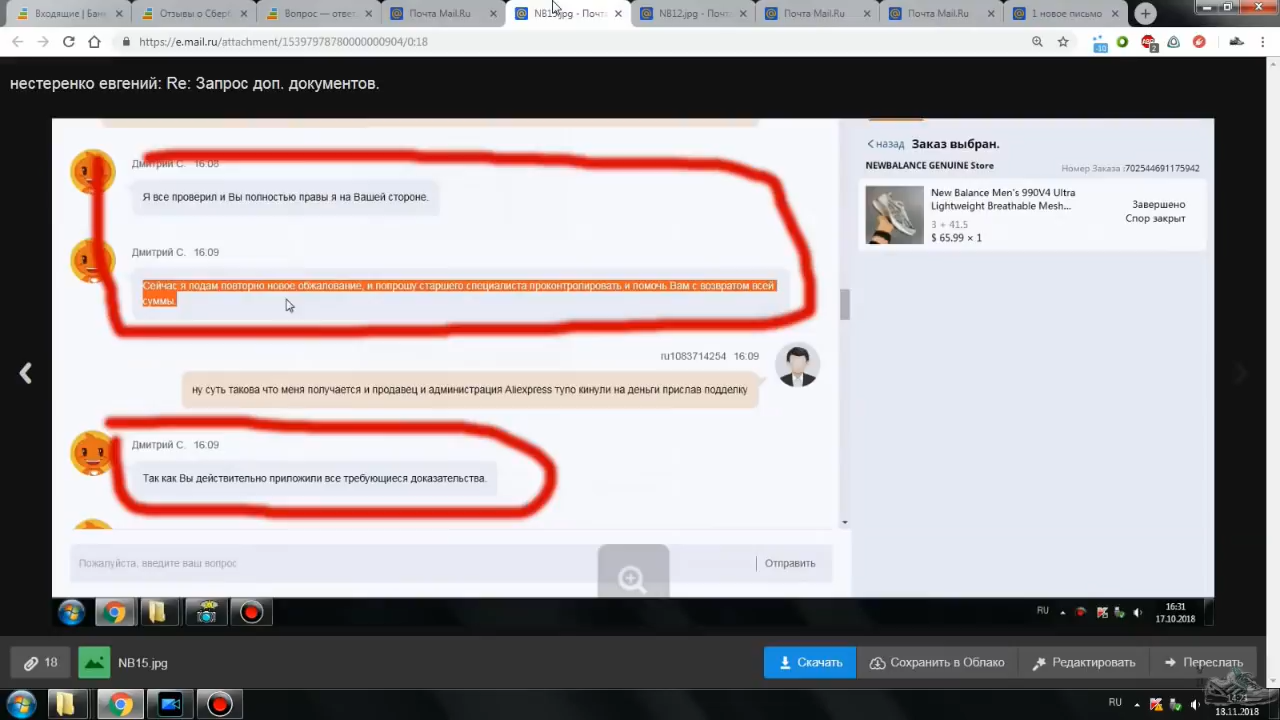 Входящие | Бан
Отзывы о Сбер
Вопрос — ответ
Почта Mail.Ru
NB15.jpg - Почта
NB12.jpg - Почта
Почта Mail.Ru
Почта Mail.Ru
1 новое письмо
https://e.mail.ru/attachment/15397978780000000904/0:18
-10
2
нестеренко евгений: Re: Запрос доп. документов.
Дмитрий С. 16:08
Я все проверил и Вы полностью правы я на Вашей стороне.
Дмитрий С. 16:09
Сейчас я подам повторно новое обжалование, и попрошу старшего специалиста проконтролировать и помочь Вам с возвратом всей
суммы.
ru1083714254 16:09
ну суть такова что меня получается и продавец и администрация Aliexpress тупо кинули на деньги прислав подделку
Дмитрий С. 16:09
Так как Вы действительно приложили все требующиеся доказательства.
Пожалуйста, введите ваш вопрос
Отправить
назад Заказ выбран.
NEWBALANCE GENUINE Store
Номер Заказа :702544691175942
New Balance Men's 990V4 Ultra
Lightweight Breathable Mesh...
3 + 41.5
$ 65.99 × 1
Завершено
Спор закрыт
RU
16:31
17.10.2018
18
NB15.jpg
Скачать
Сохранить в Облако
Редактировать
Переслать
RU
18.11.2018